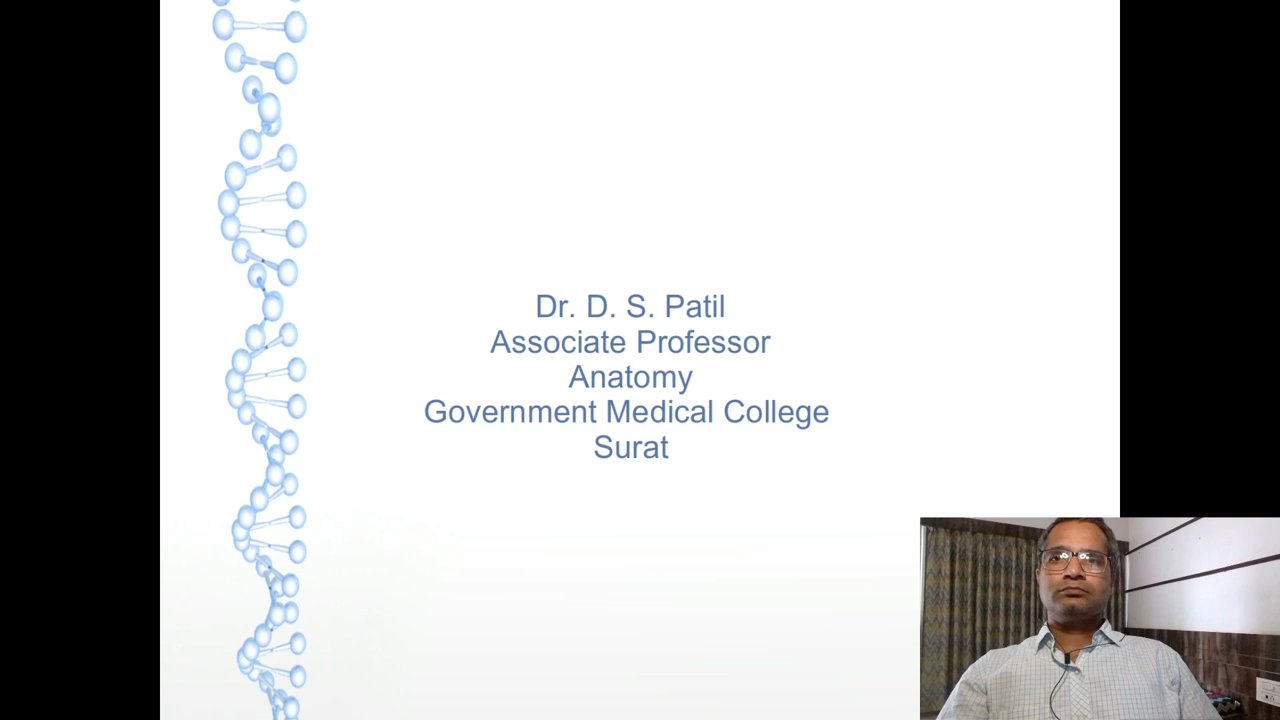 Dr. D. S. Patil
Associate Professor
Anatomy
Government Medical College
Surat